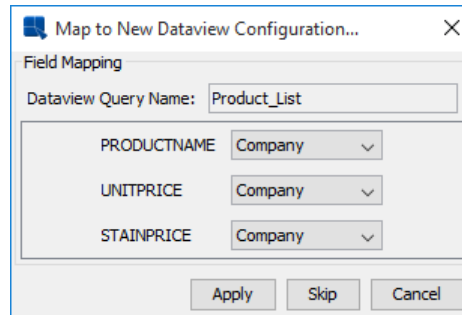 Map to New Dataview Configuration...
Field Mapping
Dataview Query Name: Product_List
PRODUCTNAME Company
UNITPRICE Company
STAINPRICE Company
Apply Skip Cancel